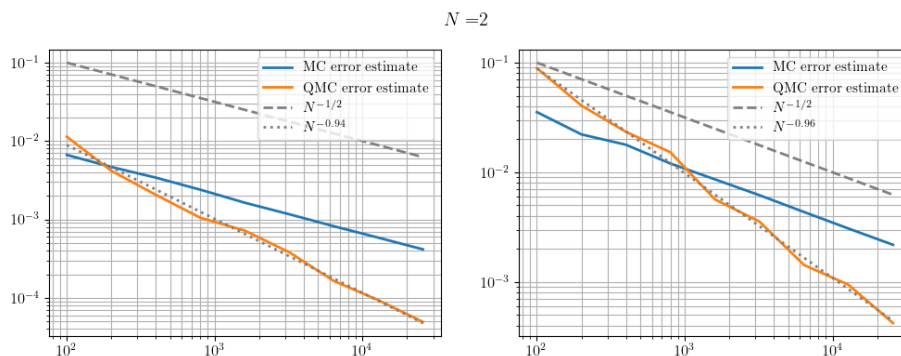 N =2
10^{-1}
10^{-2}
10^{-3}
10^{-4}
10^2
10^3
10^4
MC error estimate
QMC error estimate
N^{-1/2}
N^{-0.94}
10^{-1}
10^{-2}
10^{-3}
10^2
10^3
10^4
MC error estimate
QMC error estimate
N^{-1/2}
N^{-0.96}